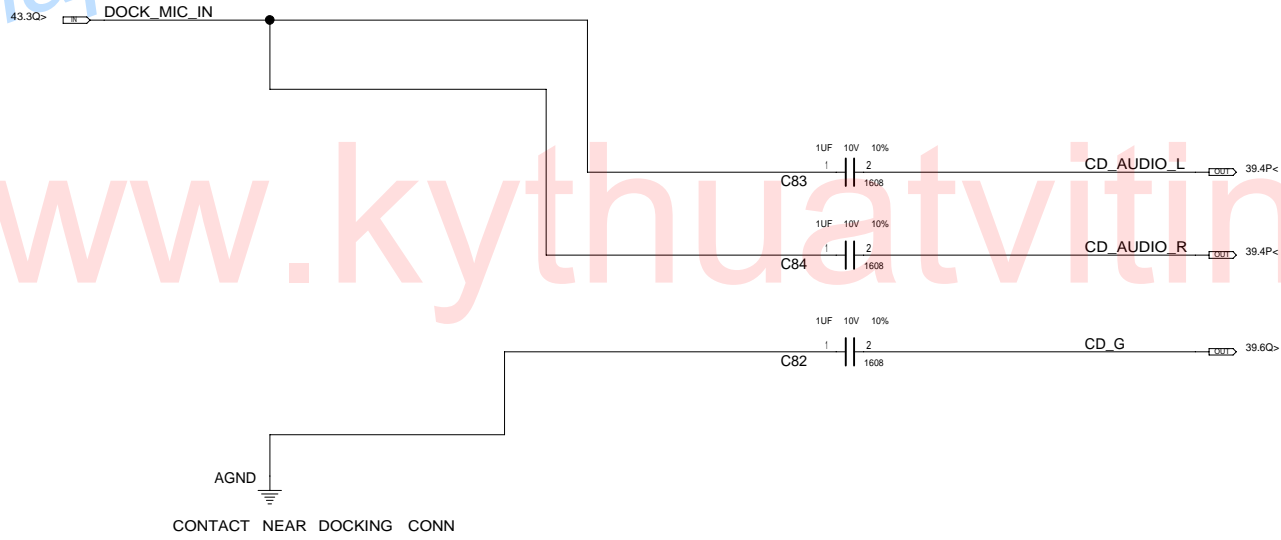 43.3Q> IN DOCK_MIC_IN
1UF 10V 10%
1 2
C83 1608
CD_AUDIO_L
OUT 39.4P<
1UF 10V 10%
1 2
C84 1608
CD_AUDIO_R
OUT 39.4P<
1UF 10V 10%
1 2
C82 1608
CD_G
OUT 39.6Q>
AGND
CONTACT NEAR DOCKING CONN
ww.kythuatvitin